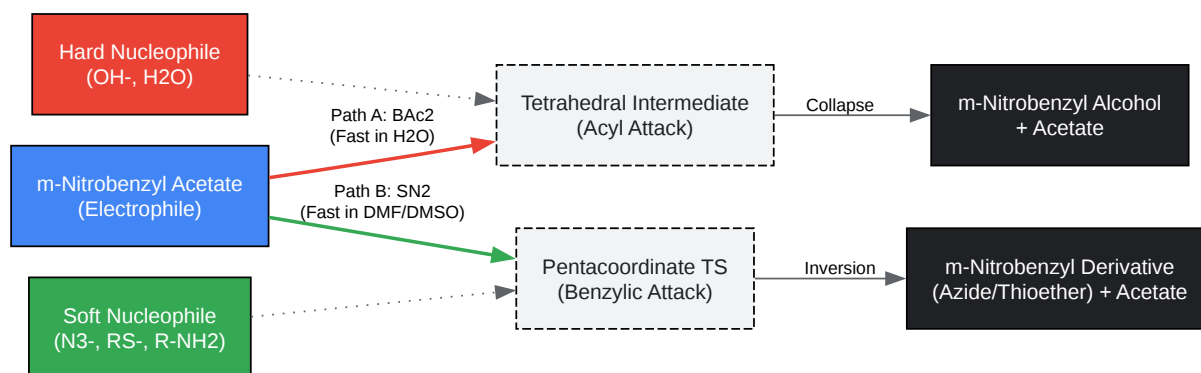 Hard Nucleophile
(OH-, H2O)
m-Nitrobenzyl Acetate
(Electrophile)
Soft Nucleophile
(N3-, RS-, R-NH2)
Path A: BAc2
(Fast in H2O)
Path B: SN2
(Fast in DMF/DMSO)
Tetrahedral Intermediate
(Acyl Attack)
Pentacoordinate TS
(Benzylic Attack)
Collapse
Inversion
m-Nitrobenzyl Alcohol
+ Acetate
m-Nitrobenzyl Derivative
(Azide/Thioether) + Acetate